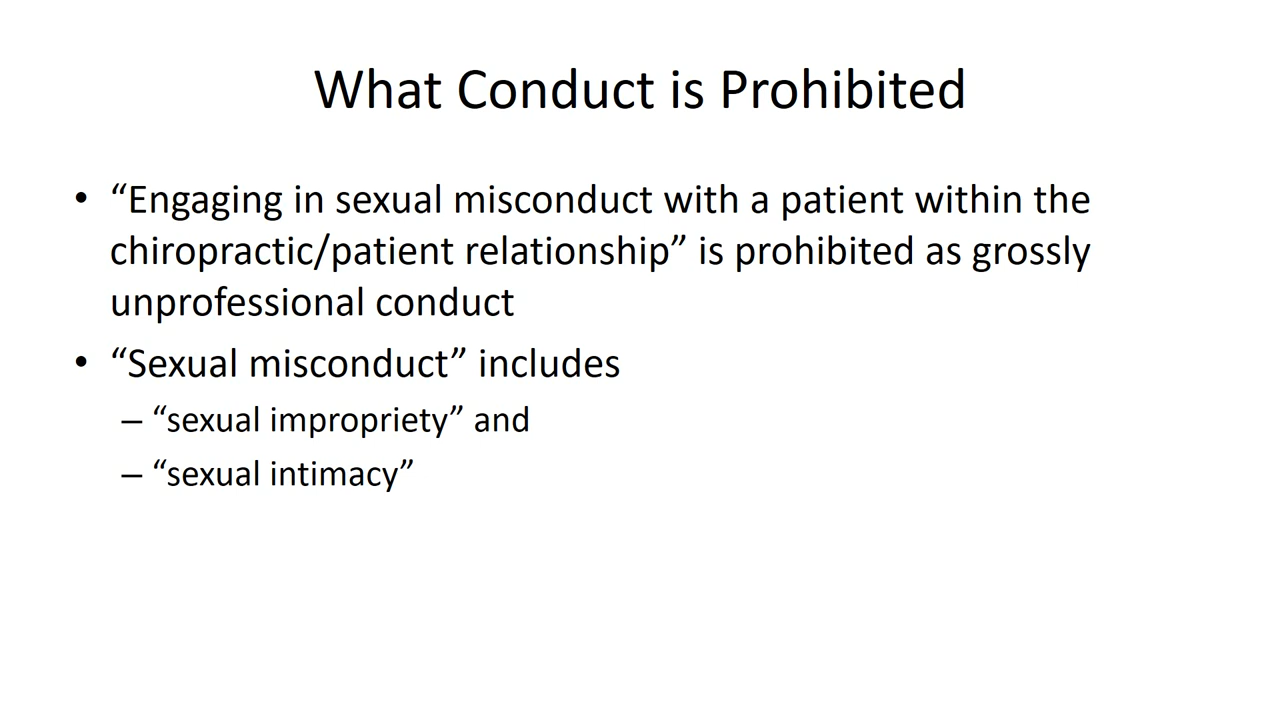 What Conduct is Prohibited
• “Engaging in sexual misconduct with a patient within the
chiropractic/patient relationship” is prohibited as grossly
unprofessional conduct
• “Sexual misconduct” includes
– “sexual impropriety” and
– “sexual intimacy”